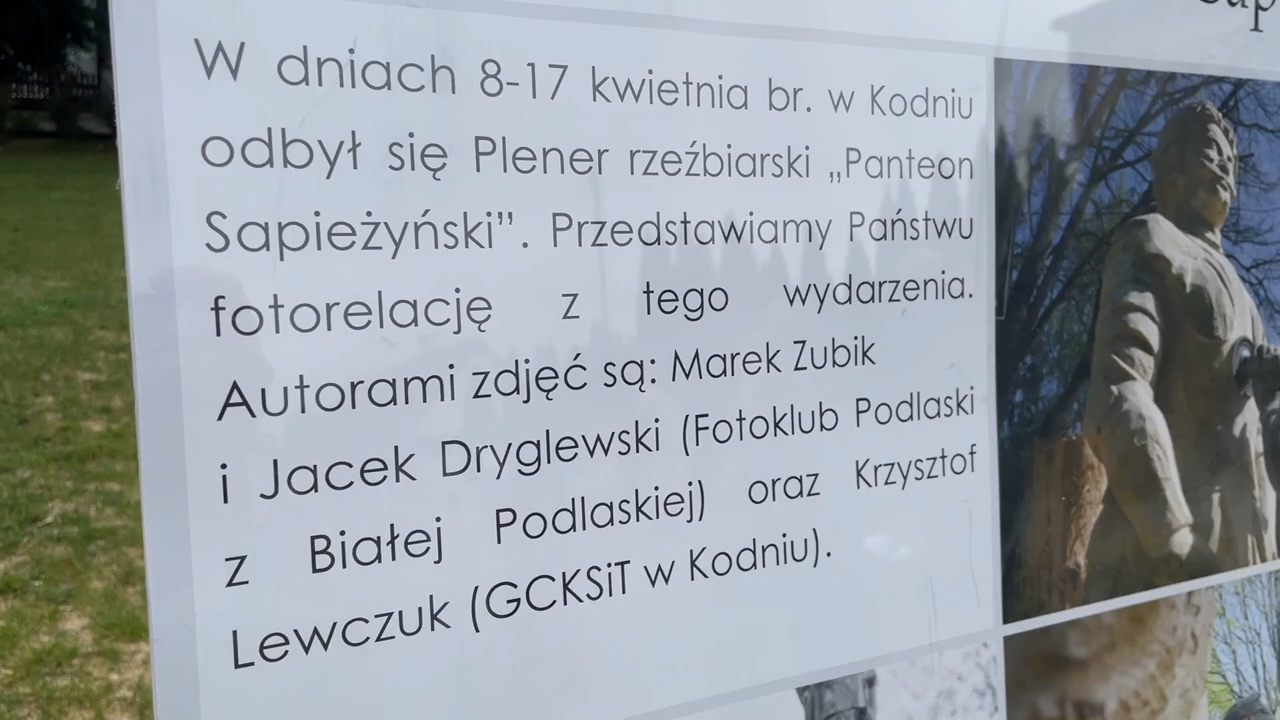 W dniach 8-17 kwietnia br. w Kodniu
odbył się Plener rzeźbiarski „Panteon
Sapieżyński”. Przedstawiamy Państwu
fotorelację z tego wydarzenia.
Autorami zdjęć są: Marek Zubik
i Jacek Dryglewski (Fotoklub Podlaski
z Białej Podlaskiej) oraz Krzysztof
Lewczuk (GCKSiT w Kodniu).